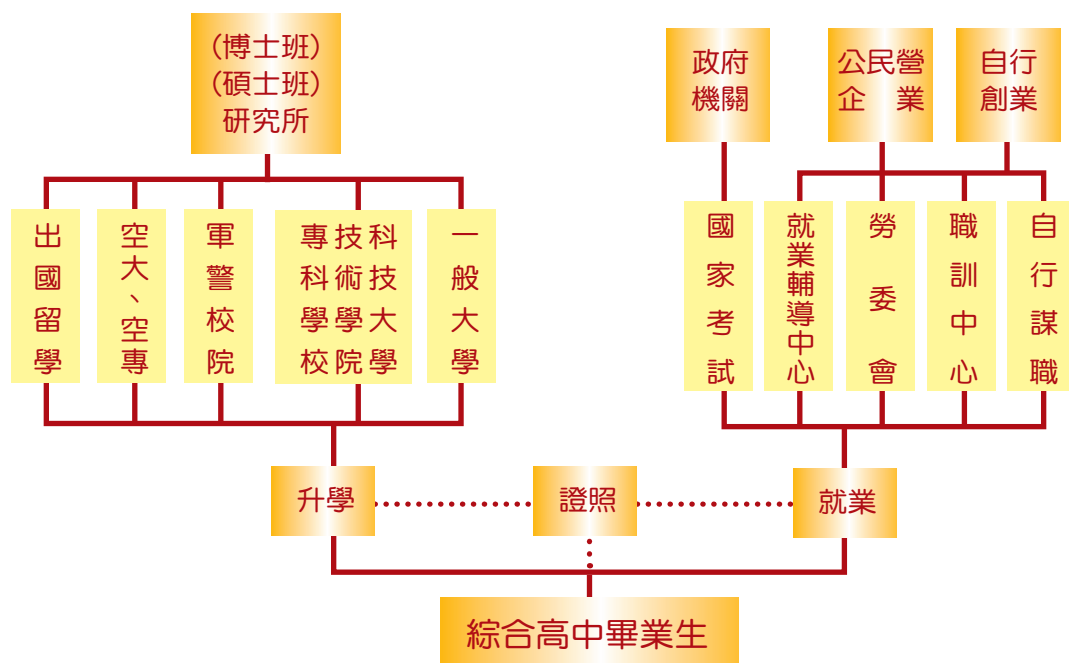 (博士班)
(碩士班)
研究所
政府
機關
公民營
企　業
自行
創業
出國留學
空大、空專
軍警校院
科技大學
技術學院
專科學校
一般大學
國家考試
就業輔導中心
勞委會
職訓中心
自行謀職
升學
證照
就業
綜合高中畢業生